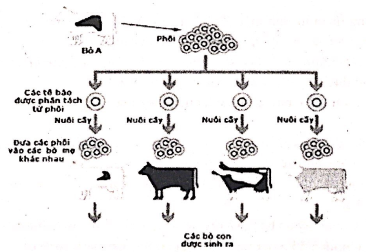 Bò A
Phôi
Các tế bào
được phân tách
từ phôi
Nuôi cấy
Nuôi cấy
Nuôi cấy
Nuôi cấy
Đưa các phôi
vào các bò mẹ
khác nhau
Các bò con
được sinh ra